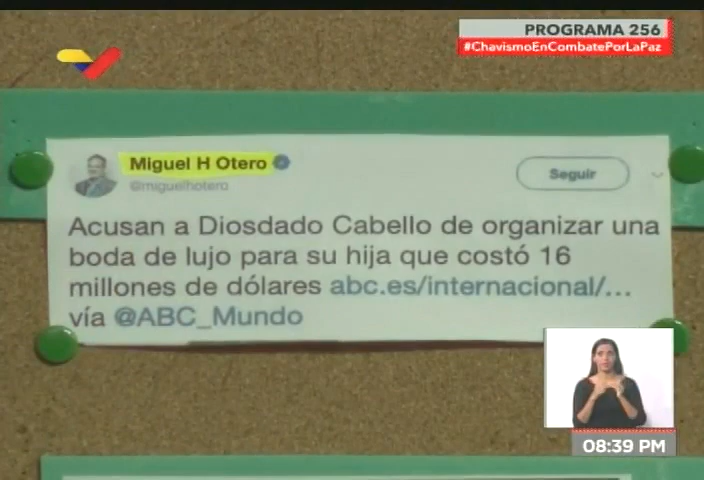 PROGRAMA 256
#ChavismoEnCombatePorLaPaz
Miguel H Otero
@miguelhotero
Seguir
Acusan a Diosdado Cabello de organizar una
boda de lujo para su hija que costó 16
millones de dólares abc.es/internacional/...
vía @ABC_Mundo
08:39 PM